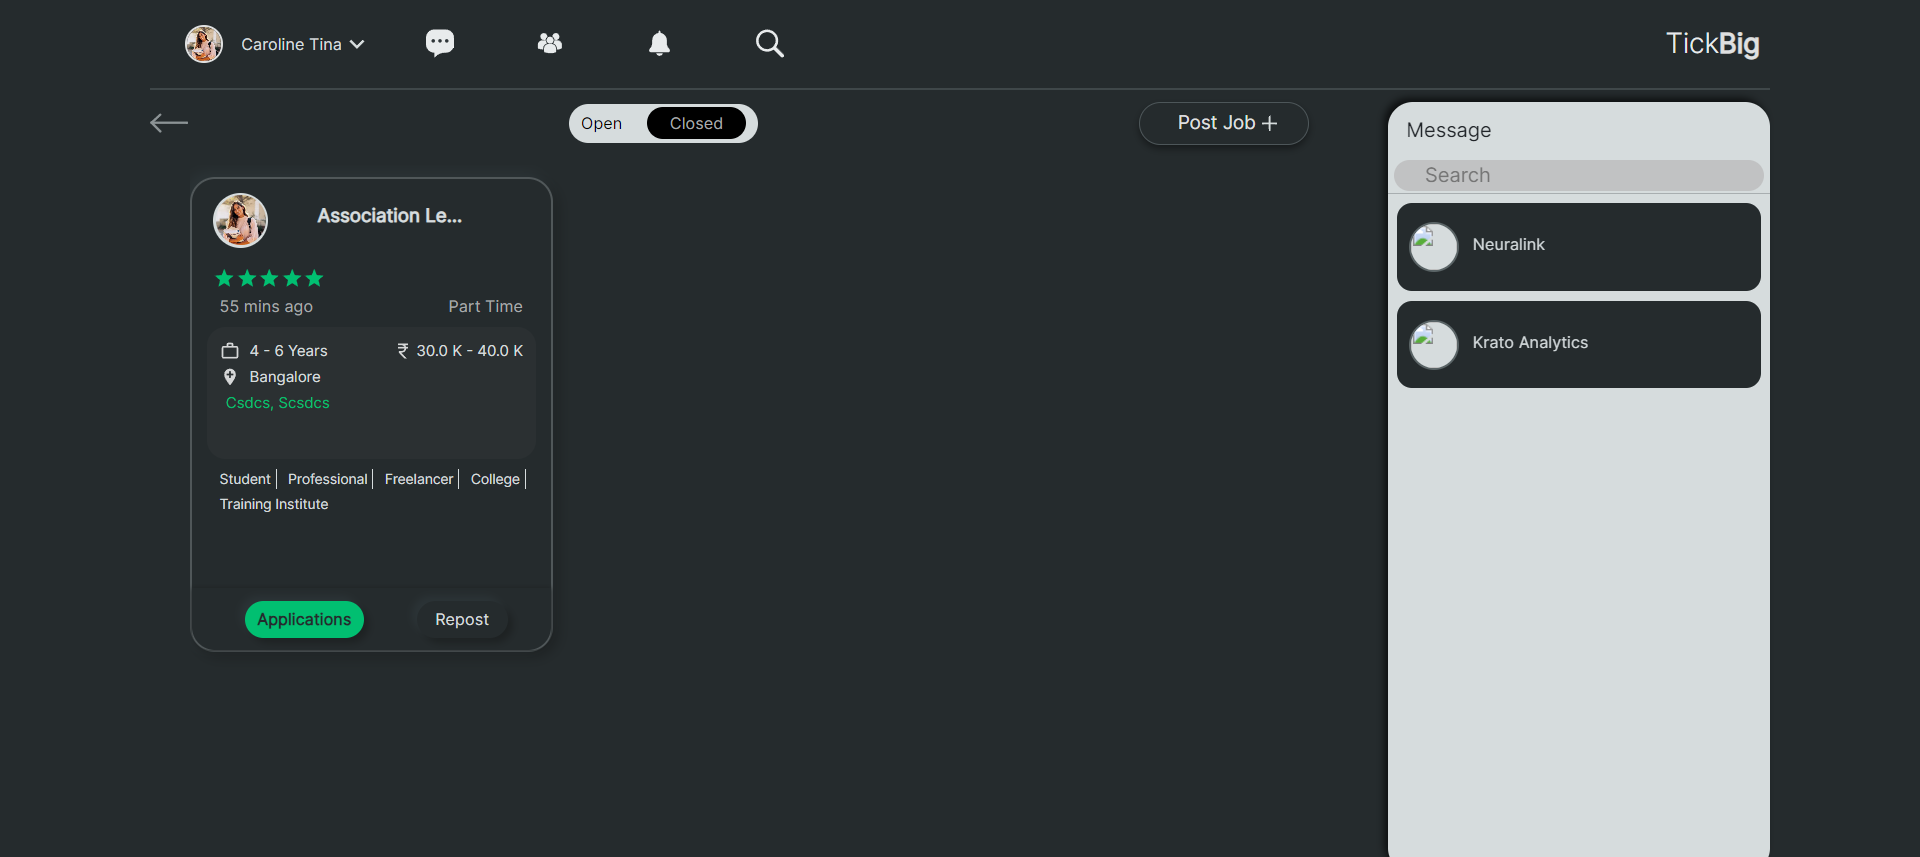 Caroline Tina
TickBig
Open
Closed
Post Job +
Message
Search
Association Le...
55 mins ago
Part Time
4 - 6 Years
₹ 30.0 K - 40.0 K
Bangalore
Csdcs, Scsdcs
Student | Professional | Freelancer | College |
Training Institute
Applications
Repost
Neuralink
Krato Analytics